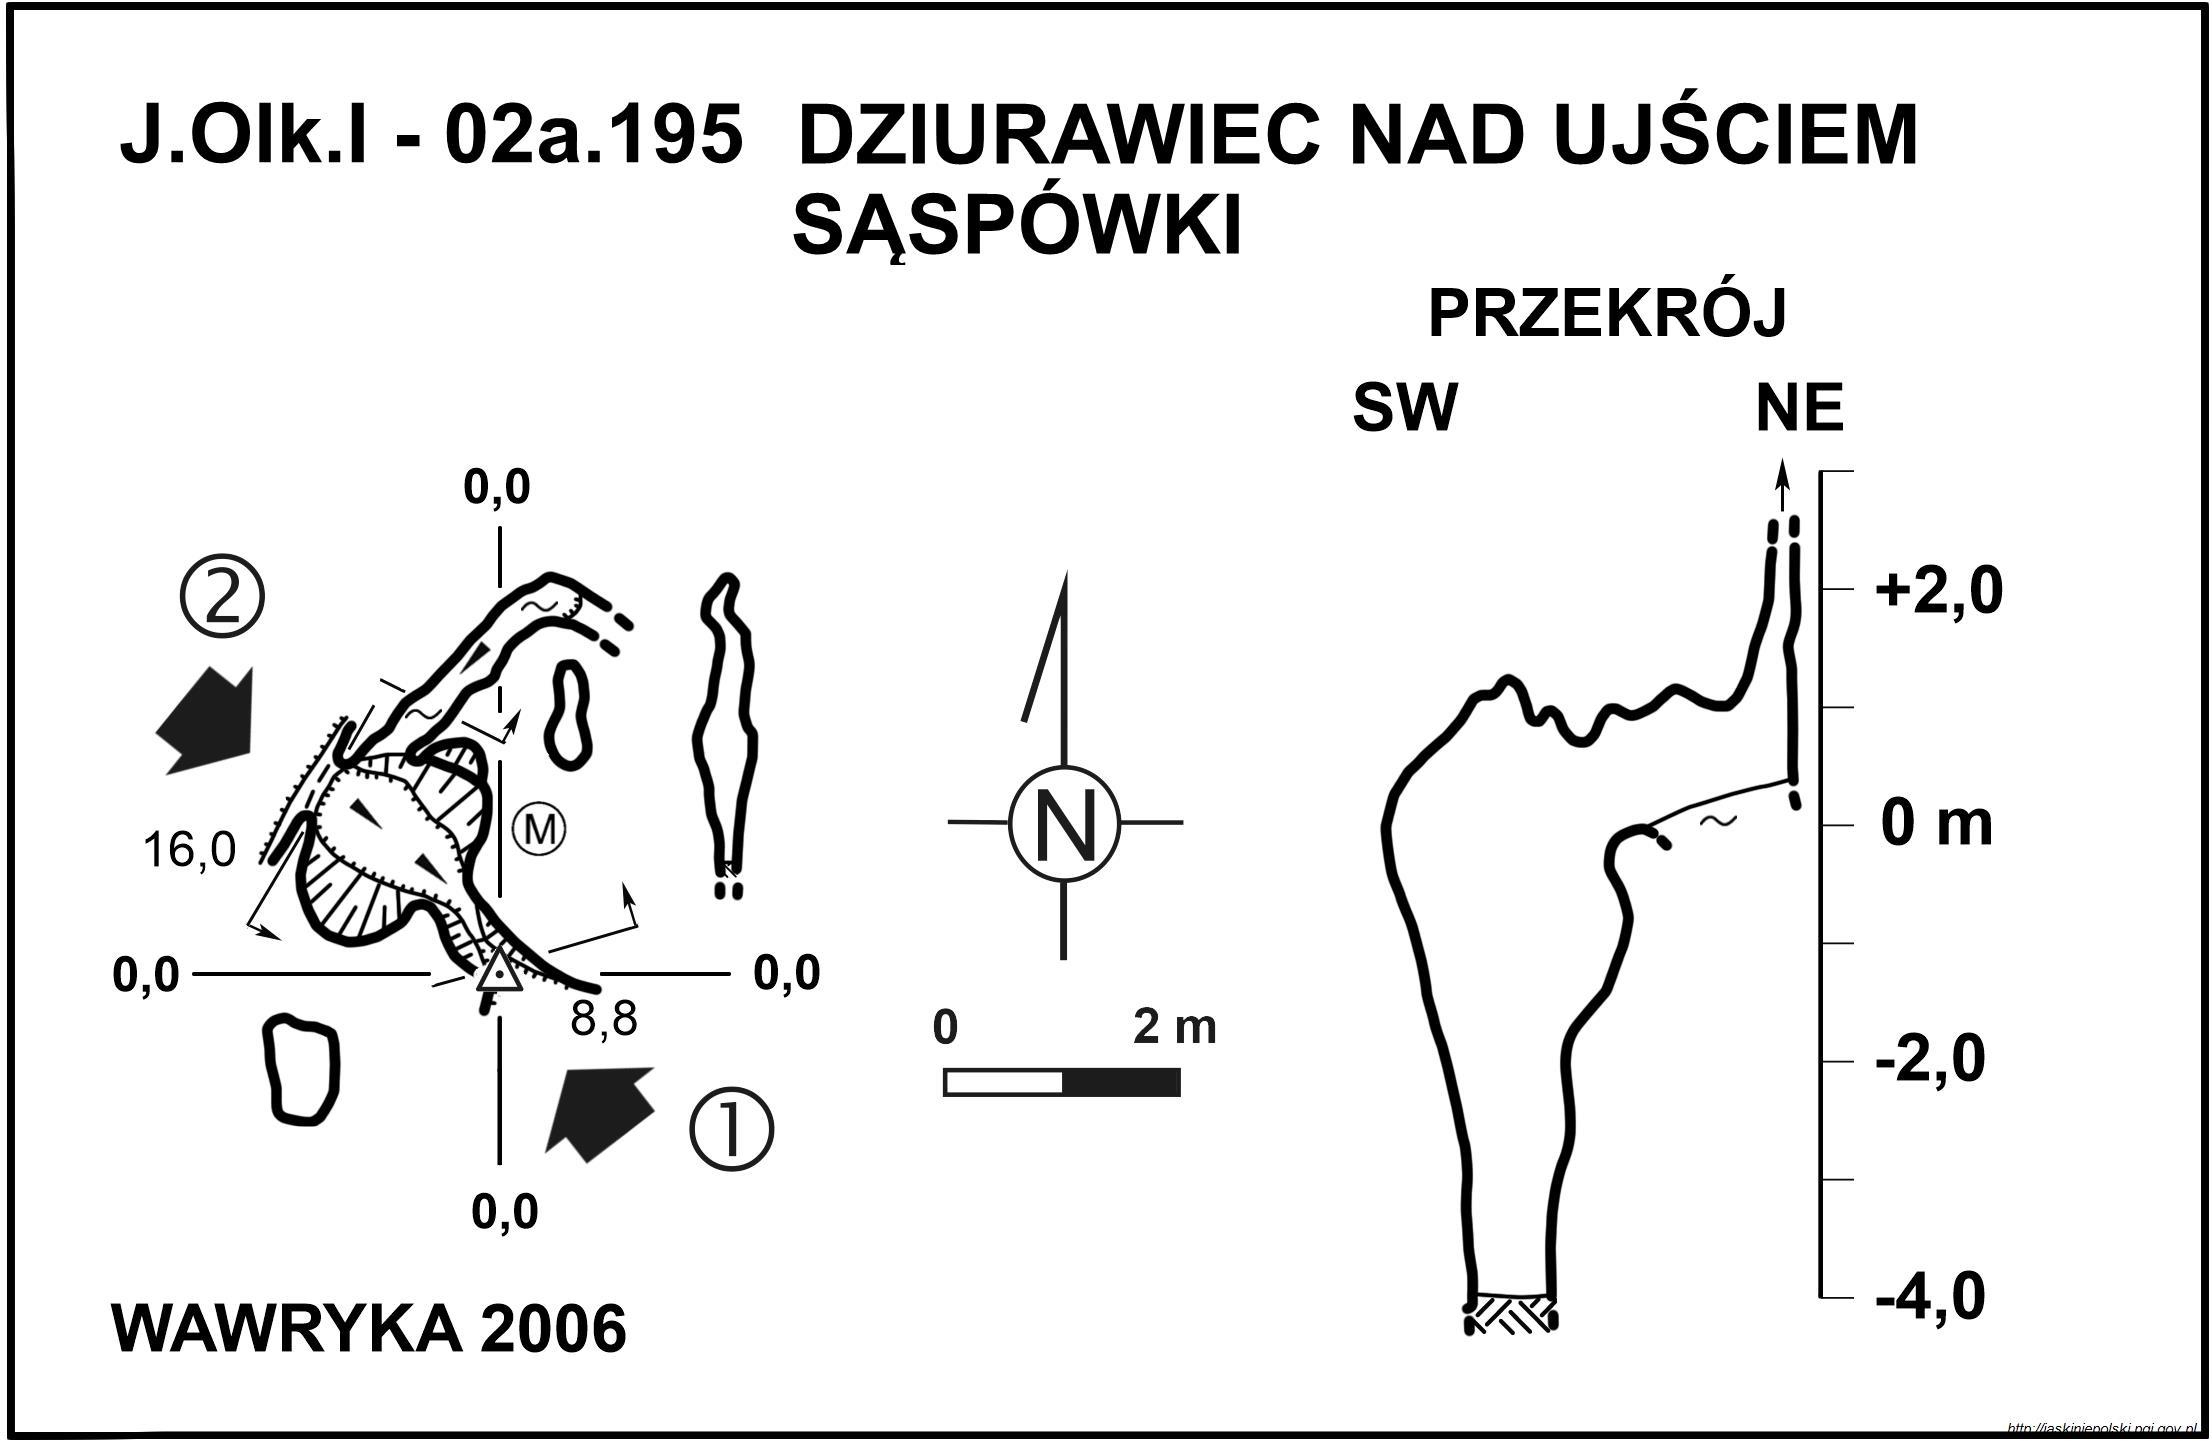 J.Olk.I - 02a.195 DZIURAWIEC NAD UJŚCIEM
SĄSPÓWKI
PRZEKRÓJ
SW NE
0,0
2
+2,0
M
N
0 m
16,0
0,0 0,0
8,8
0 2 m
-2,0
1
0,0
-4,0
WAWRYKA 2006
http://jaskiniepolski.pgi.gov.pl